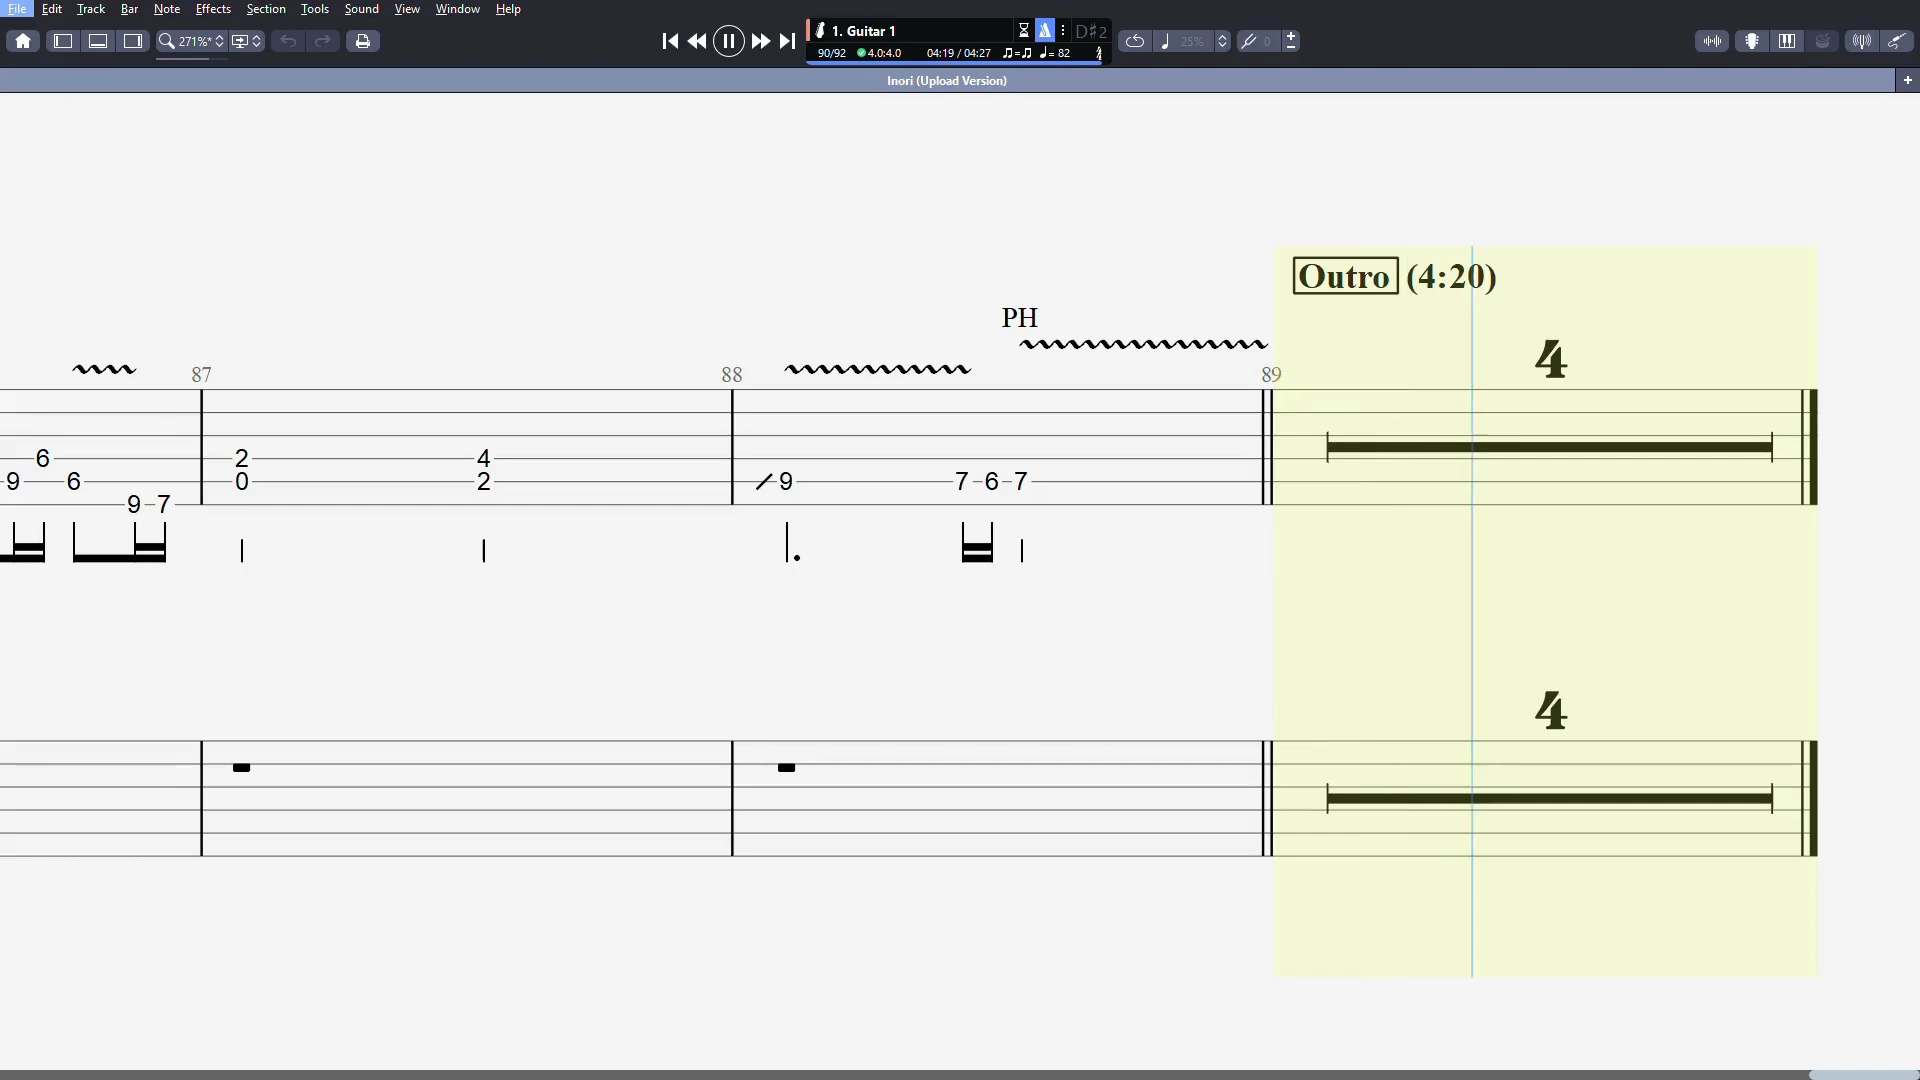 File Edit Track Bar Note Effects Section Tools Sound View Window Help
271%* 1. Guitar 1 D#2 25% 0
90/92 4.0:4.0 04:19 / 04:27 = 82
Inori (Upload Version)
Outro (4:20)
PH
4
87 88 89
6 2 4
9 6 0 2 9 7 6 7
9 7
4